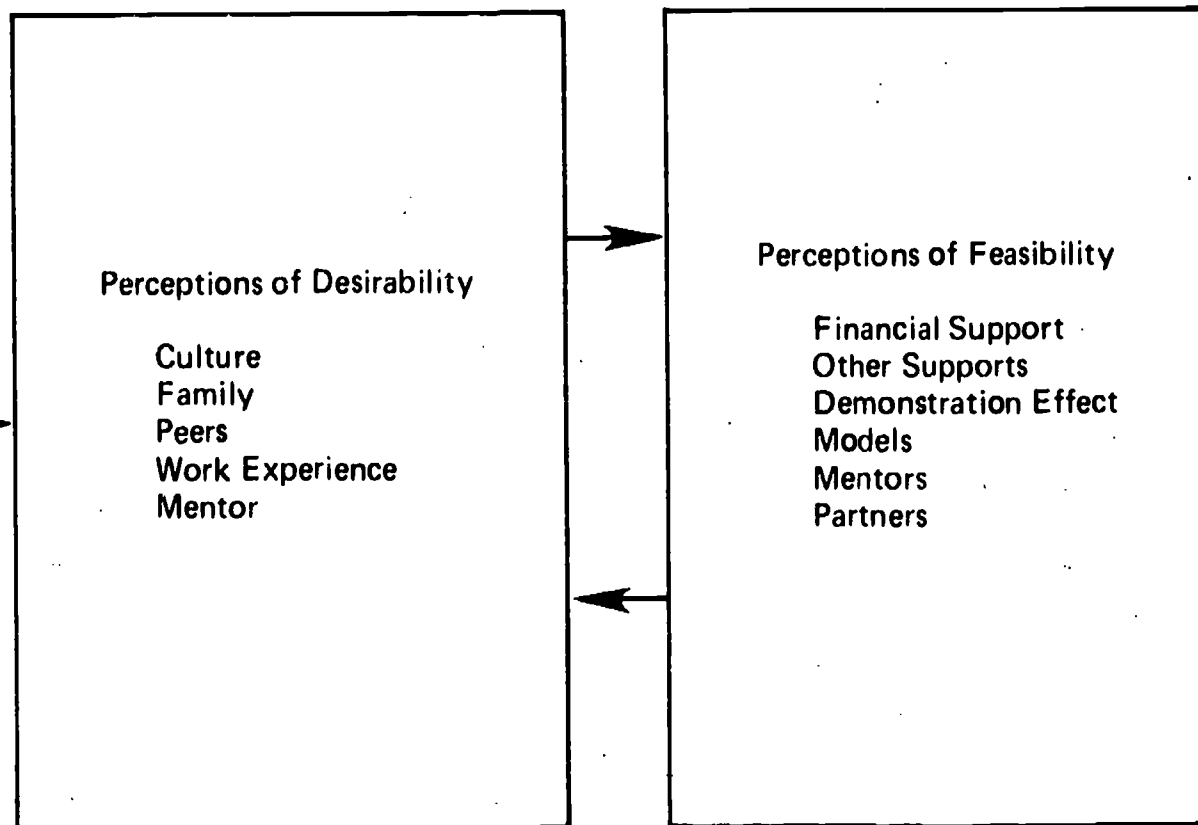 Perceptions of Desirability
Culture
Family
Peers
Work Experience
Mentor
Perceptions of Feasibility
Financial Support
Other Supports
Demonstration Effect
Models
Mentors
Partners